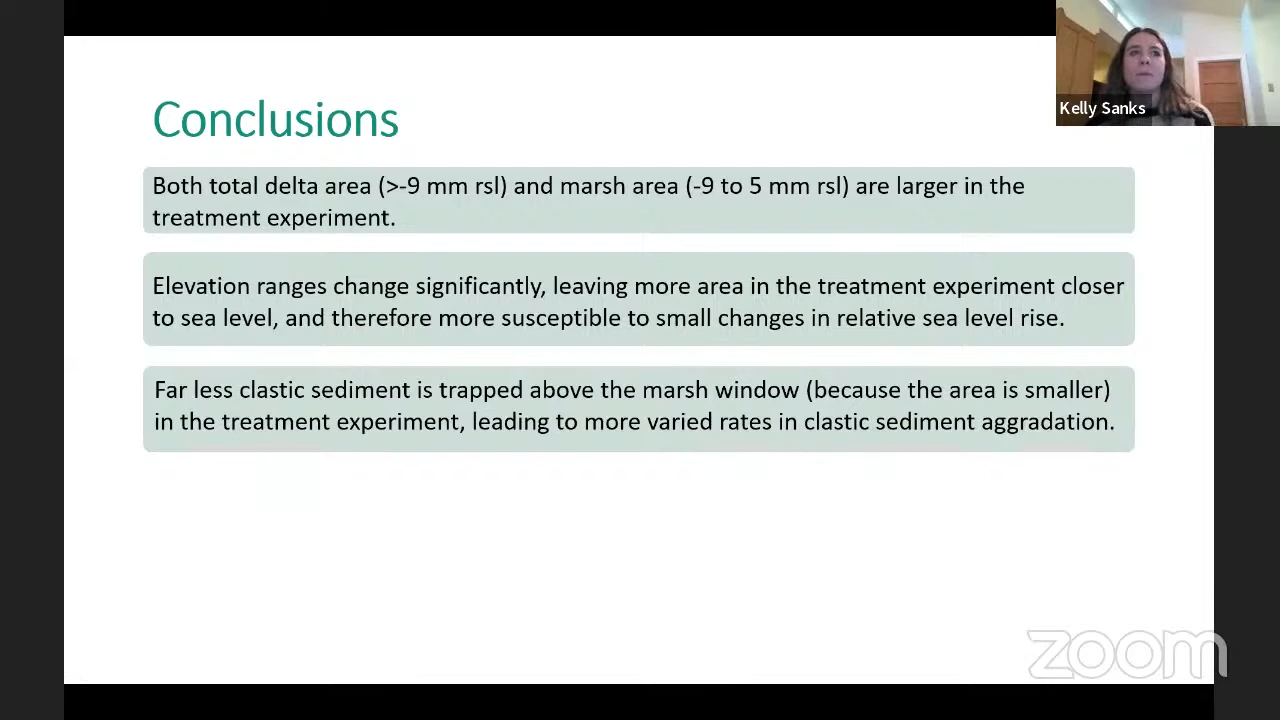 Conclusions
Kelly Sanks
Both total delta area (>-9 mm rsl) and marsh area (-9 to 5 mm rsl) are larger in the
treatment experiment.
Elevation ranges change significantly, leaving more area in the treatment experiment closer
to sea level, and therefore more susceptible to small changes in relative sea level rise.
Far less clastic sediment is trapped above the marsh window (because the area is smaller)
in the treatment experiment, leading to more varied rates in clastic sediment aggradation.
zoom